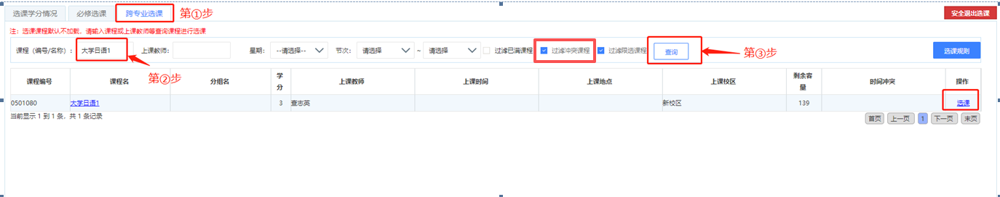 选课学分情况 必修选课 跨专业选课 第①步 安全退出选课
注：选课课程默认不加载，请输入课程或上课教师等查询课程进行选课
课程（编号/名称）： 大学日语1 上课教师: 星期: --请选择-- 节次: 请选择 ~ 请选择 过滤已满课程 过滤冲突课程 过滤限选课程 查询 第③步 选课规则
第②步
课程编号 课程名 分组名 学分 上课教师 上课时间 上课地点 上课校区 剩余容量 时间冲突 操作
0501080 大学日语1 3 查志英 新校区 139 选课
当前显示 1 到 1 条，共 1 条记录 首页 上一页 1 下一页 末页